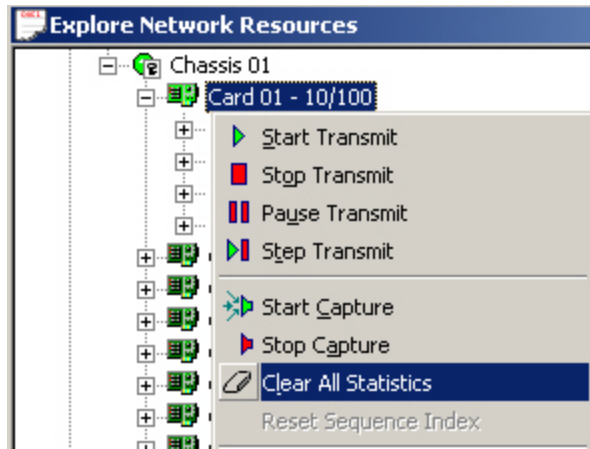 Explore Network Resources
Chassis 01
Card 01 - 10/100
Start Transmit
Stop Transmit
Pause Transmit
Step Transmit
Start Capture
Stop Capture
Clear All Statistics
Reset Sequence Index